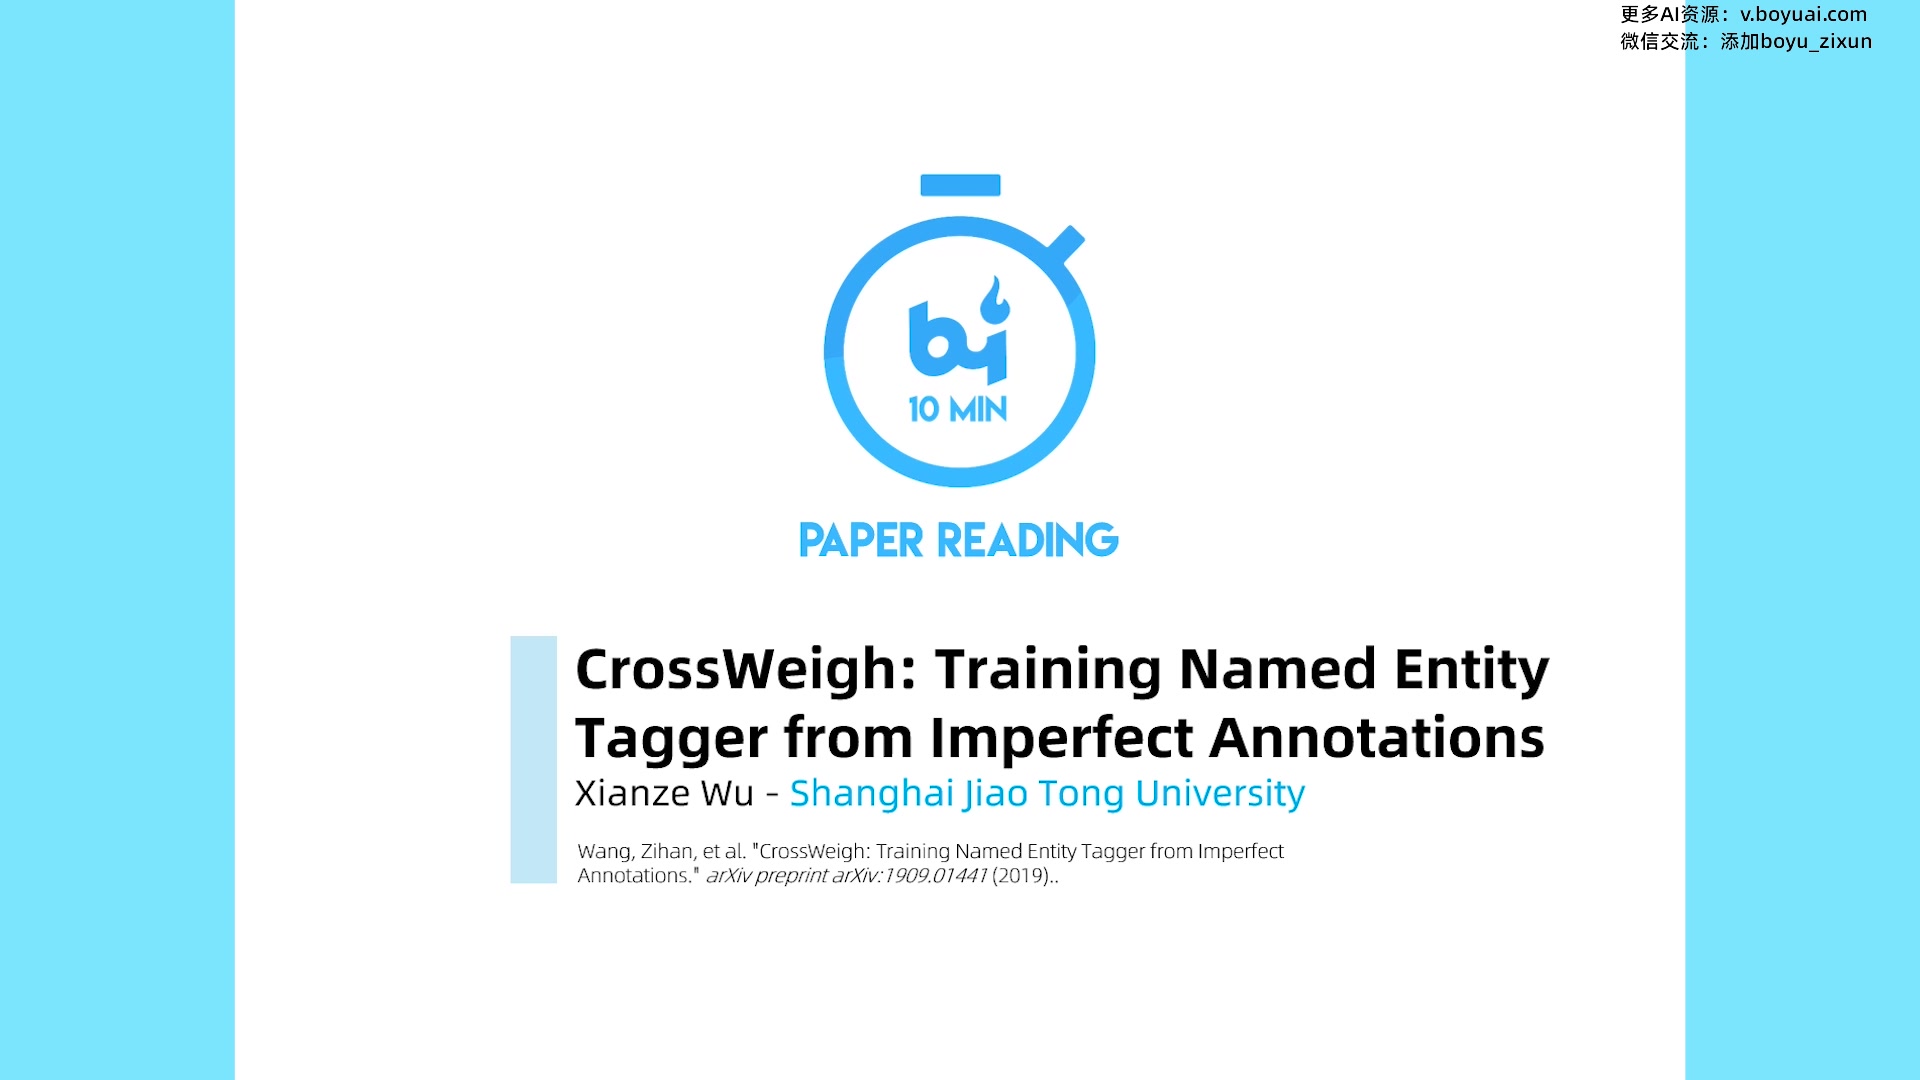 更多AI资源：v.boyuai.com
微信交流：添加boyu_zixun
by
10 MIN
PAPER READING
CrossWeigh: Training Named Entity
Tagger from Imperfect Annotations
Xianze Wu - Shanghai Jiao Tong University
Wang, Zihan, et al. "CrossWeigh: Training Named Entity Tagger from Imperfect
Annotations." arXiv preprint arXiv:1909.01441 (2019)..